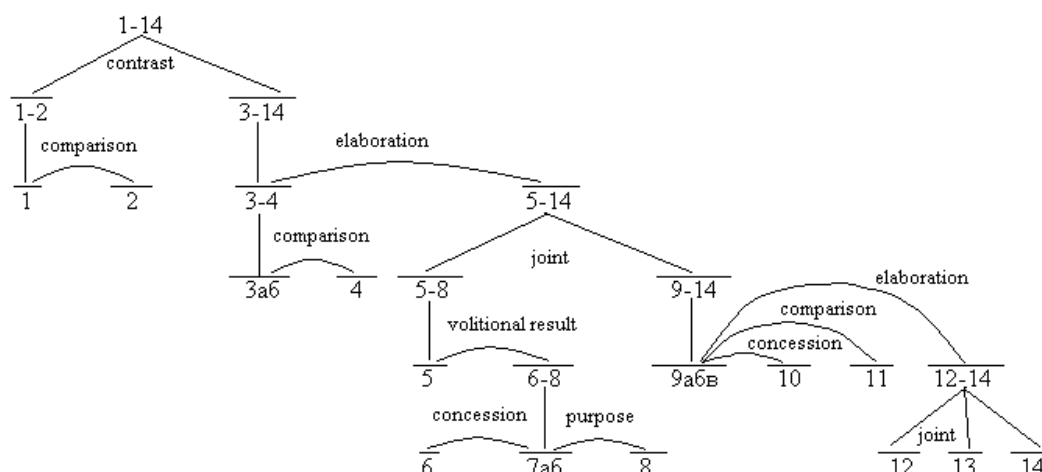 1-14
contrast
1-2 3-14
comparison elaboration
1 2 3-4 5-14
comparison joint elaboration
3аб 4 5-8 9-14
volitional result comparison
concession
5 6-8 9абв 10 11 12-14
concession purpose joint
6 7аб 8 12 13 14